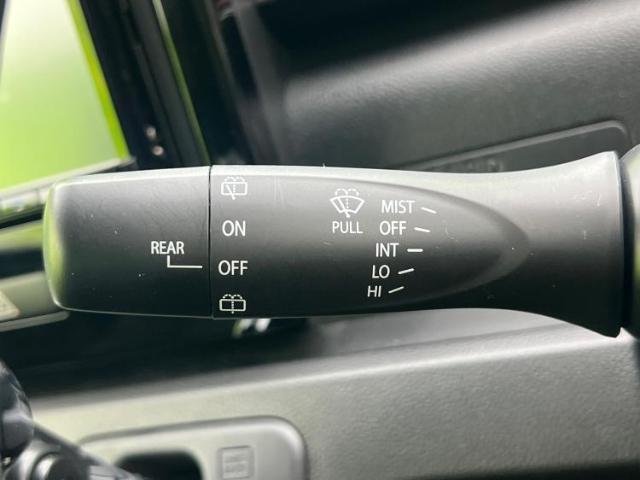 MIST
OFF
INT
LO
HI
PULL
REAR
ON
OFF